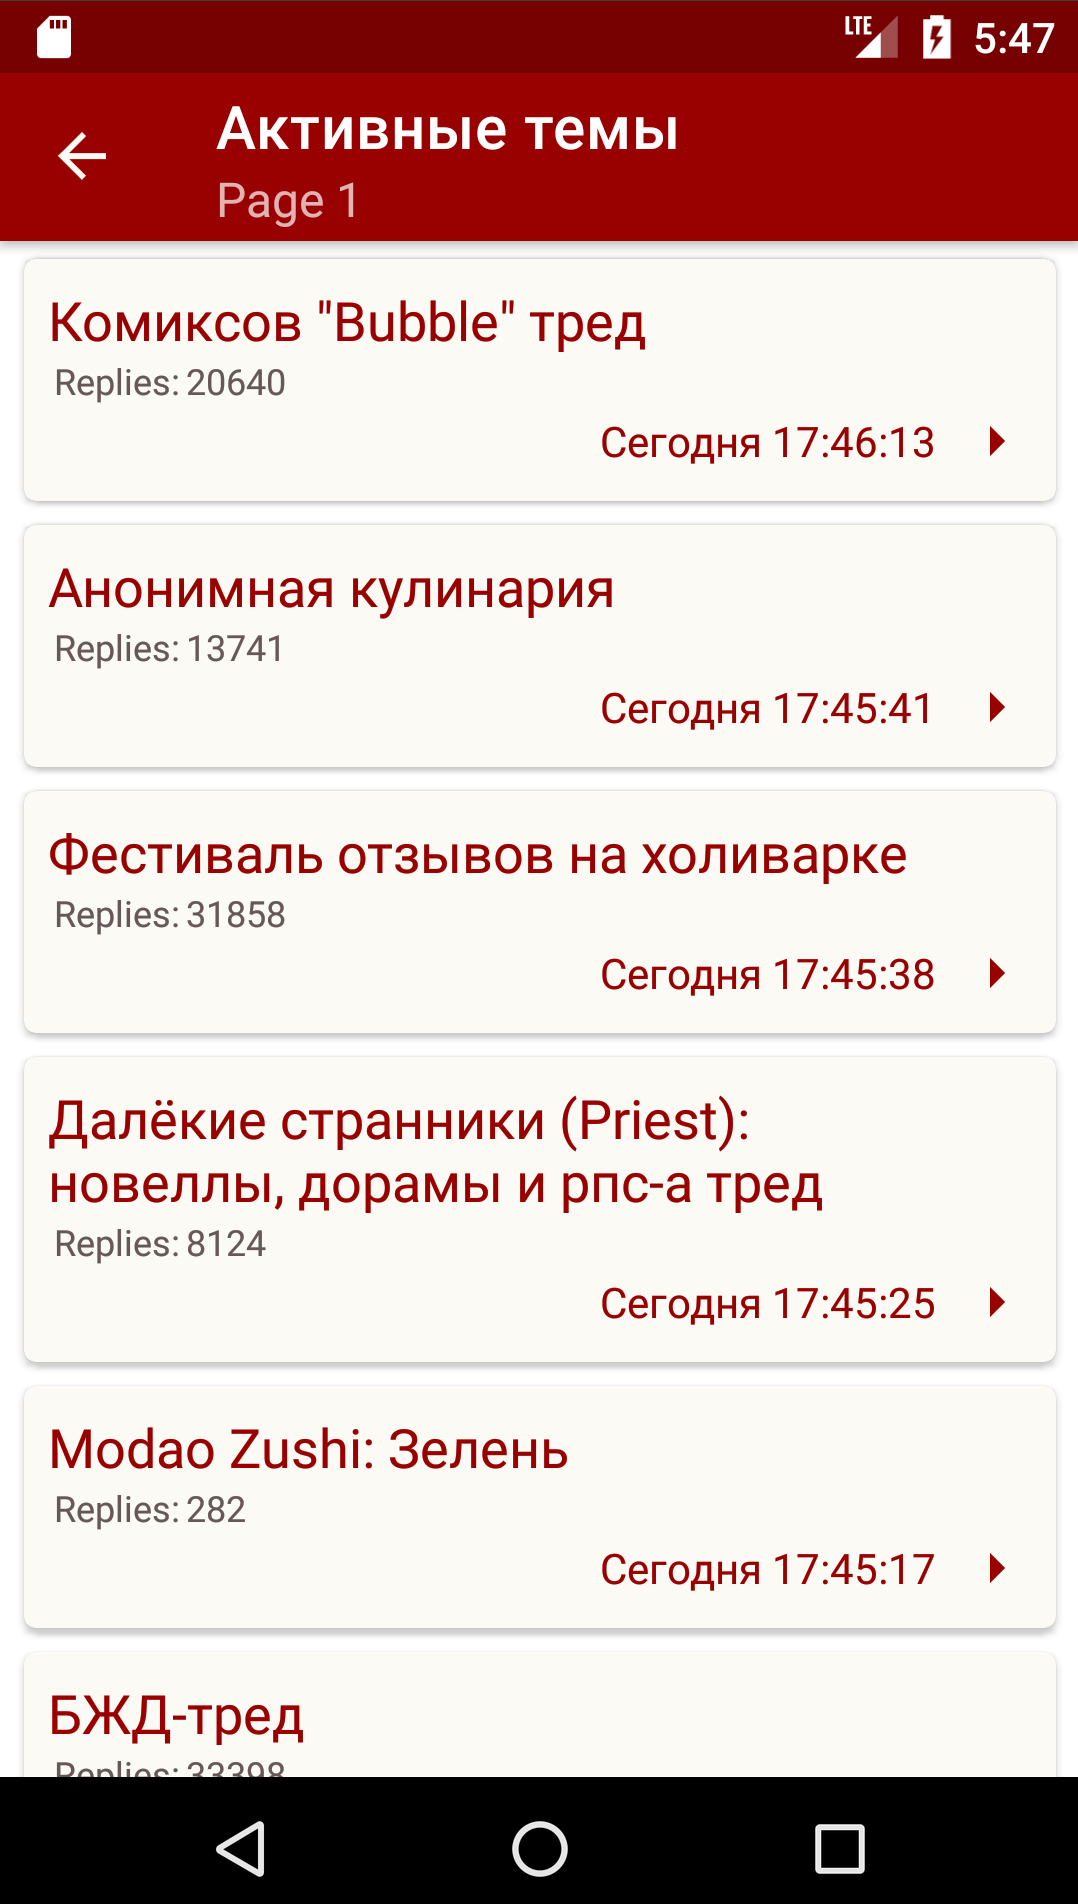 LTE 5:47
Активные темы
Page 1
Комиксов "Bubble" тред
Replies: 20640
Сегодня 17:46:13
Анонимная кулинария
Replies: 13741
Сегодня 17:45:41
Фестиваль отзывов на холиварке
Replies: 31858
Сегодня 17:45:38
Далёкие странники (Priest):
новеллы, дорамы и рпс-а тред
Replies: 8124
Сегодня 17:45:25
Modao Zushi: Зелень
Replies: 282
Сегодня 17:45:17
БЖД-тред
Replies: 33398